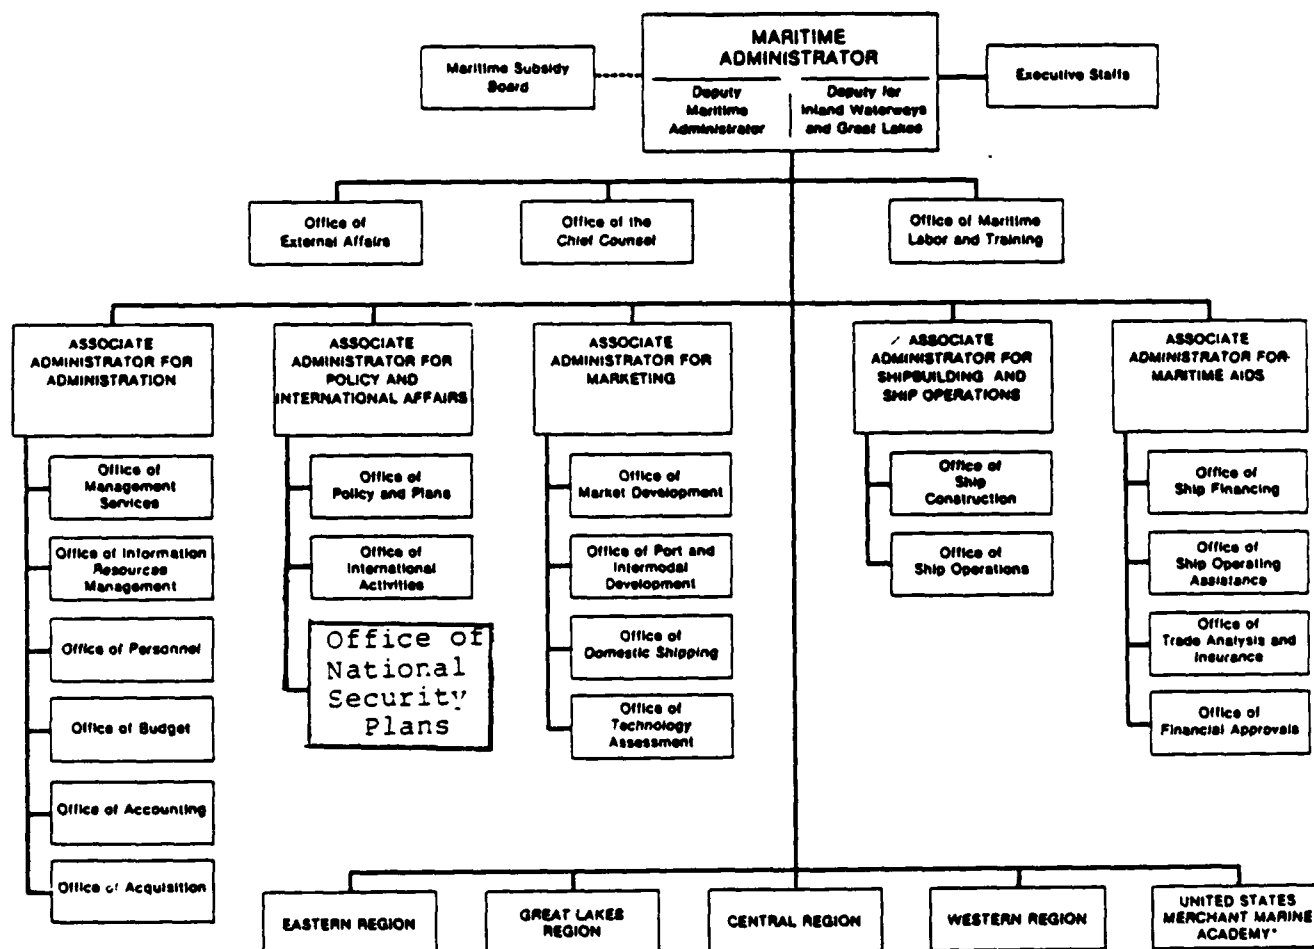 MARITIME
ADMINISTRATOR
Deputy
Maritime
Administrator
Deputy for
Inland Waterways
and Great Lakes
Maritime Subsidy
Board
Executive Staffs
Office of
External Affairs
Office of the
Chief Counsel
Office of Maritime
Labor and Training
ASSOCIATE
ADMINISTRATOR FOR
ADMINISTRATION
Office of
Management
Services
Office of Information
Resources
Management
Office of Personnel
Office of Budget
Office of Accounting
Office of Acquisition
ASSOCIATE
ADMINISTRATOR FOR
POLICY AND
INTERNATIONAL AFFAIRS
Office of
Policy and Plans
Office of
International
Activities
Office of
National
Security
Plans
ASSOCIATE
ADMINISTRATOR FOR
MARKETING
Office of
Market Development
Office of Port and
Intermodal
Development
Office of
Domestic Shipping
Office of
Technology
Assessment
ASSOCIATE
ADMINISTRATOR FOR
SHIPBUILDING AND
SHIP OPERATIONS
Office of
Ship
Construction
Office of
Ship Operations
ASSOCIATE
ADMINISTRATOR FOR
MARITIME AIDS
Office of
Ship Financing
Office of
Ship Operating
Assistance
Office of
Trade Analysis and
Insurance
Office of
Financial Approvals
EASTERN REGION
GREAT LAKES
REGION
CENTRAL REGION
WESTERN REGION
UNITED STATES
MERCHANT MARINE
ACADEMY*